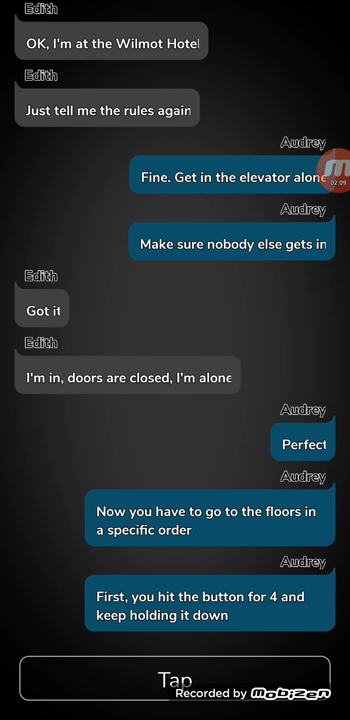 Edith
OK, I'm at the Wilmot Hotel
Edith
Just tell me the rules again
Audrey
Fine. Get in the elevator alone
02:09
Audrey
Make sure nobody else gets in
Edith
Got it
Edith
I'm in, doors are closed, I'm alone
Audrey
Perfect
Audrey
Now you have to go to the floors in
a specific order
Audrey
First, you hit the button for 4 and
keep holding it down
Tap
Recorded by Mobizen